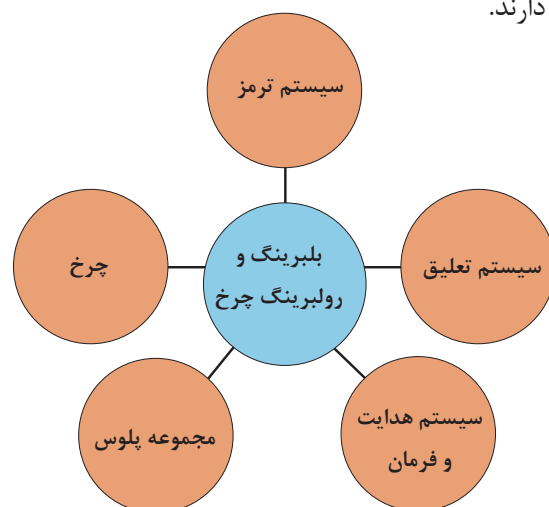 دارند.
سیستم ترمز
سیستم تعلیق
بلبرینگ و
رولبرینگ چرخ
چرخ
سیستم هدایت
و فرمان
مجموعه پلوس